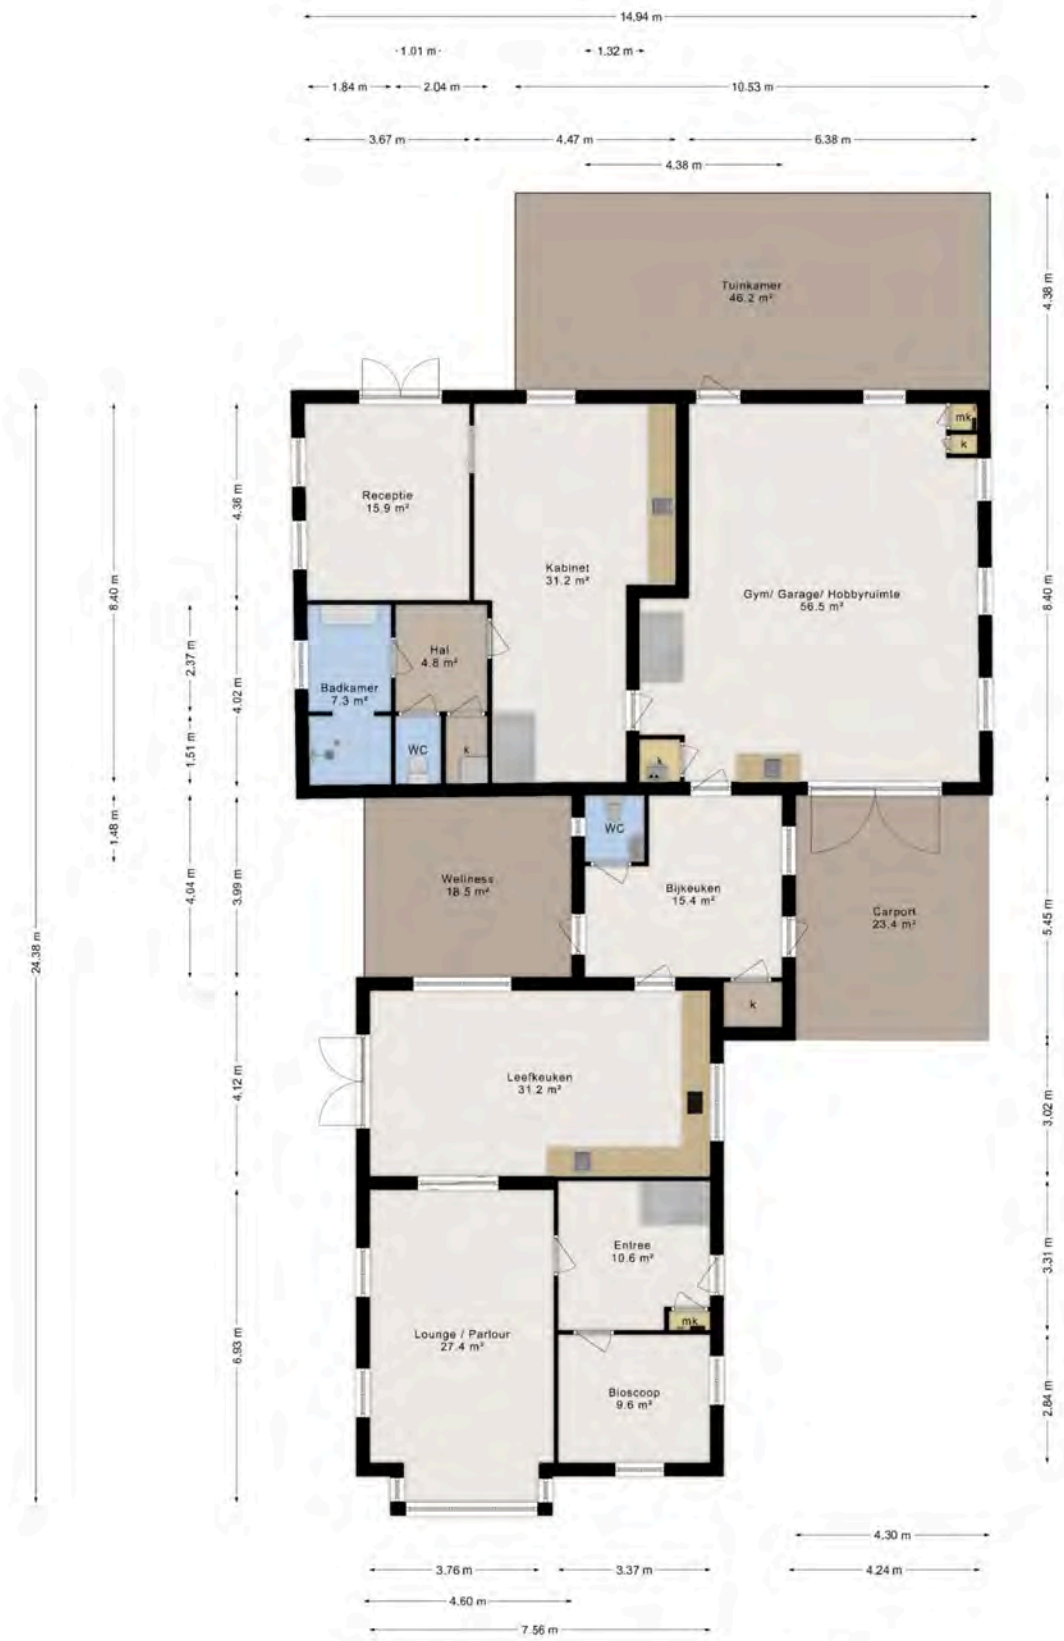 14.94 m
1.01 m
1.32 m
1.84 m
2.04 m
10.53 m
3.67 m
4.47 m
6.38 m
4.38 m
4.38 m
Tuinkamer
46.2 m²
mk
k
Receptie
15.9 m²
4.36 m
Kabinet
31.2 m²
8.40 m
8.40 m
Gym/ Garage/ Hobbyruimte
56.5 m²
2.37 m
Hal
4.8 m²
4.02 m
Badkamer
7.3 m²
1.51 m
WC
k
k
1.48 m
WC
4.04 m
3.99 m
Wellness
18.5 m²
Bijkeuken
15.4 m²
Carport
23.4 m²
5.45 m
24.38 m
k
Leefkeuken
31.2 m²
4.12 m
3.02 m
Entree
10.6 m²
3.31 m
mk
Lounge / Parlour
27.4 m²
6.93 m
Bioscoop
9.6 m²
2.84 m
4.30 m
3.76 m
3.37 m
4.24 m
4.60 m
7.56 m